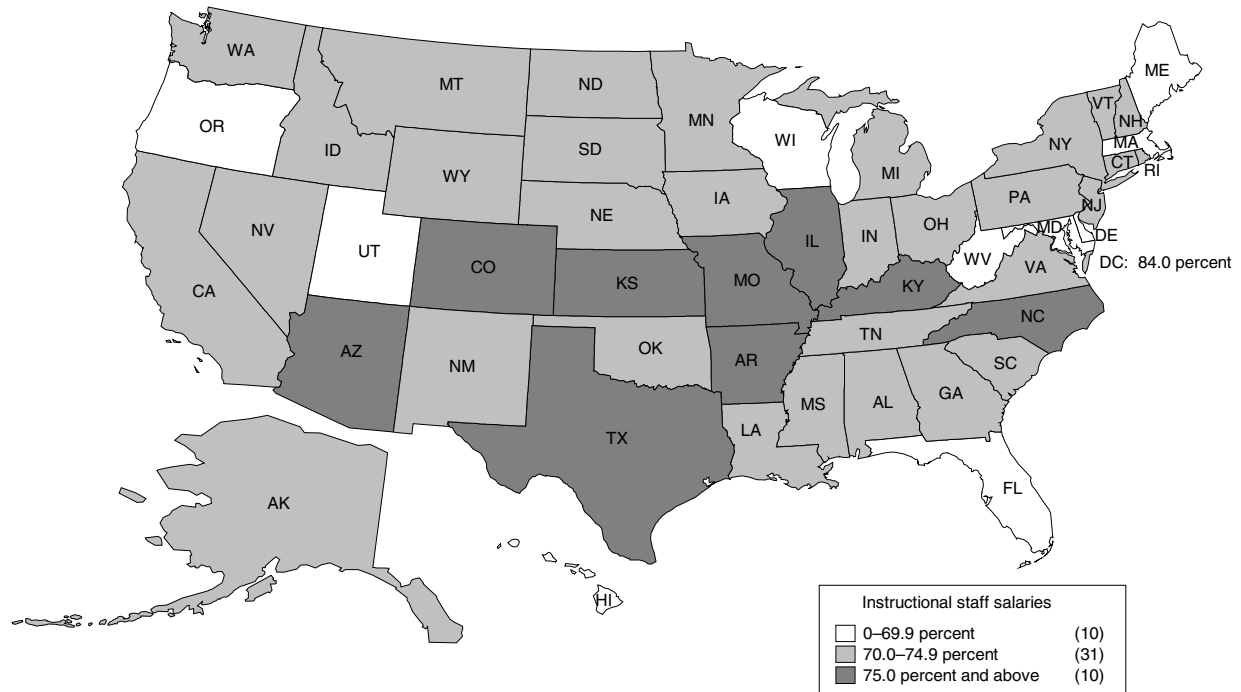 WA
MT
ND
MN
ME
OR
ID
SD
WI
MI
NY
VT
NH
MA
CT
RI
WY
IA
NE
PA
NJ
NV
UT
CO
IL
IN
OH
MD
DE
WV
VA
DC: 84.0 percent
CA
KS
MO
KY
NC
TN
AZ
NM
OK
AR
SC
MS
AL
GA
LA
TX
FL
AK
HI
Instructional staff salaries
0–69.9 percent (10)
70.0–74.9 percent (31)
75.0 percent and above (10)